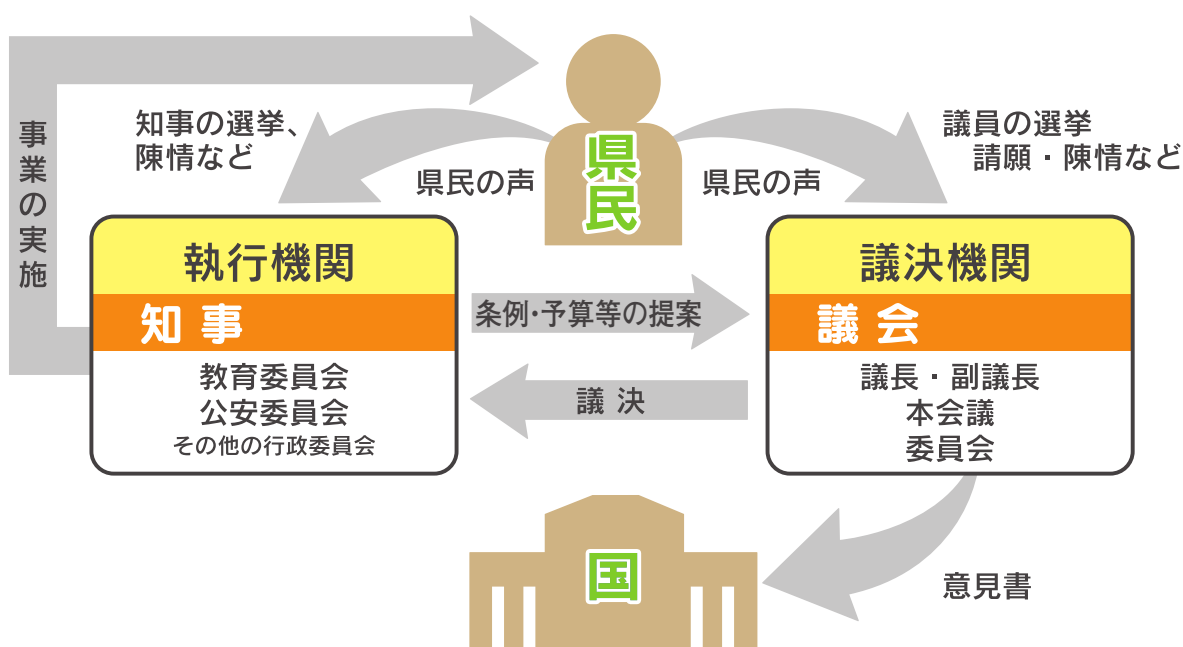 事業の実施
知事の選挙、
陳情など
県民の声
県民
県民の声
議員の選挙
請願・陳情など
執行機関
知事
教育委員会
公安委員会
その他の行政委員会
条例・予算等の提案
議決
議決機関
議会
議長・副議長
本会議
委員会
国
意見書